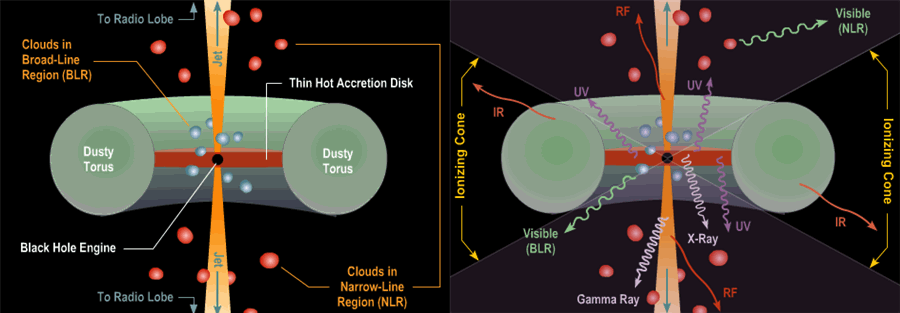 To Radio Lobe
Jet
Clouds in
Broad-Line
Region (BLR)
Thin Hot Accretion Disk
Dusty
Torus
Dusty
Torus
Black Hole Engine
Jet
Clouds in
Narrow-Line
Region (NLR)
To Radio Lobe
RF
Visible
(NLR)
Ionizing Cone
IR
UV
UV
Ionizing Cone
Visible
(BLR)
X-Ray
UV
IR
Gamma Ray
RF